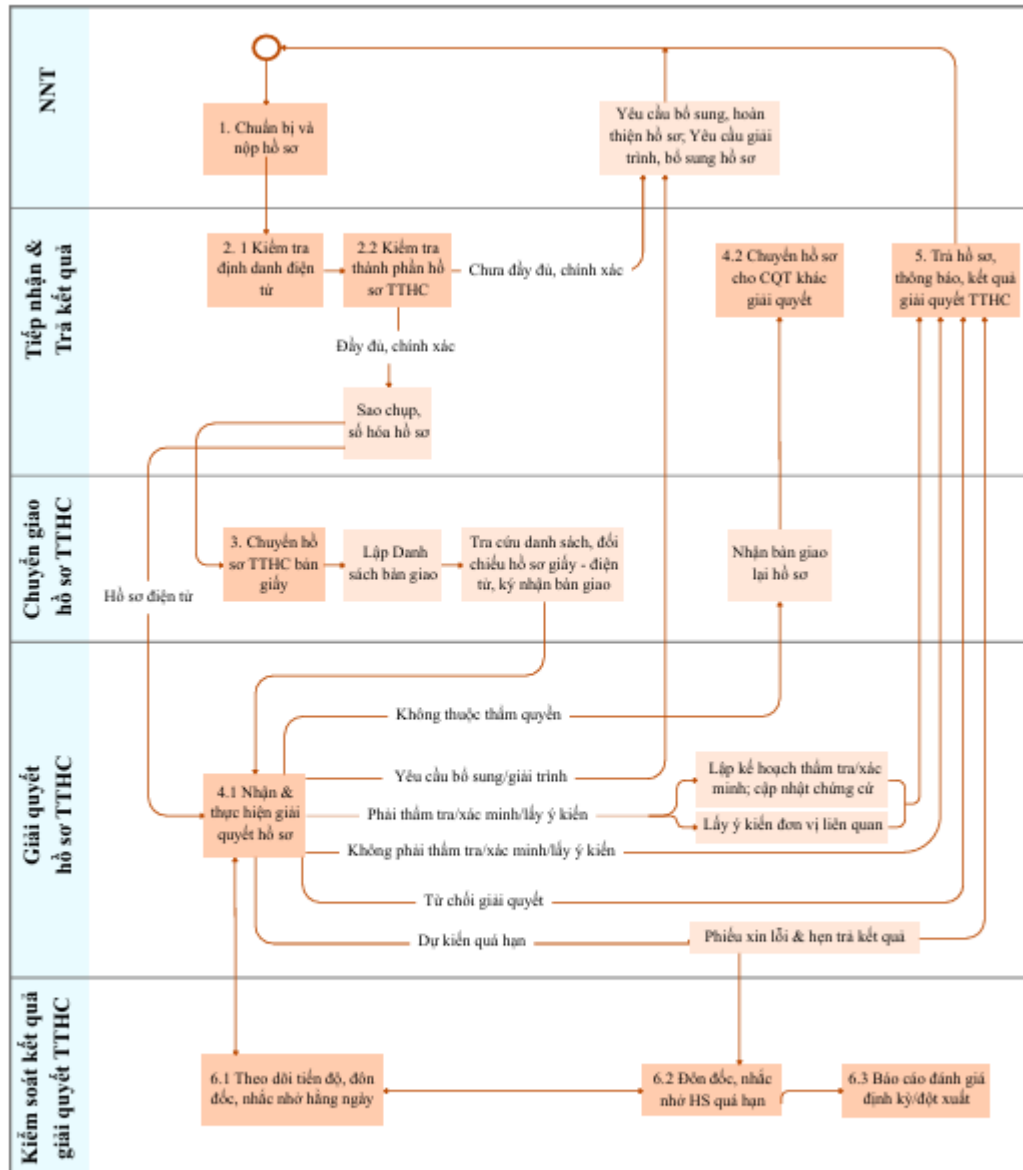 NNT
1. Chuẩn bị và
nộp hồ sơ
Yêu cầu bổ sung, hoàn
thiện hồ sơ; Yêu cầu giải
trình, bổ sung hồ sơ
Tiếp nhận &
Trả kết quả
2. 1 Kiểm tra
định danh điện
tử
2.2 Kiểm tra
thành phần hồ
sơ TTHC
Chưa đầy đủ, chính xác
4.2 Chuyển hồ sơ
cho CQT khác
giải quyết
5. Trả hồ sơ,
thông báo, kết quả
giải quyết TTHC
Đầy đủ, chính xác
Sao chụp,
số hóa hồ sơ
Chuyển giao
hồ sơ TTHC
3. Chuyển hồ
sơ TTHC bản
giấy
Lập Danh
sách bàn giao
Tra cứu danh sách, đối
chiếu hồ sơ giấy - điện
tử, ký nhận bàn giao
Nhận bàn giao
lại hồ sơ
Hồ sơ điện tử
Giải quyết
hồ sơ TTHC
Không thuộc thẩm quyền
4.1 Nhận &
thực hiện giải
quyết hồ sơ
Yêu cầu bổ sung/giải trình
Phải thẩm tra/xác minh/lấy ý kiến
Lập kế hoạch thẩm tra/xác
minh; cập nhật chứng cứ
Lấy ý kiến đơn vị liên quan
Không phải thẩm tra/xác minh/lấy ý kiến
Từ chối giải quyết
Dự kiến quá hạn
Phiếu xin lỗi & hẹn trả kết quả
Kiểm soát kết quả
giải quyết TTHC
6.1 Theo dõi tiến độ, đôn
đốc, nhắc nhở hằng ngày
6.2 Đôn đốc, nhắc
nhở HS quá hạn
6.3 Báo cáo đánh giá
định kỳ/đột xuất